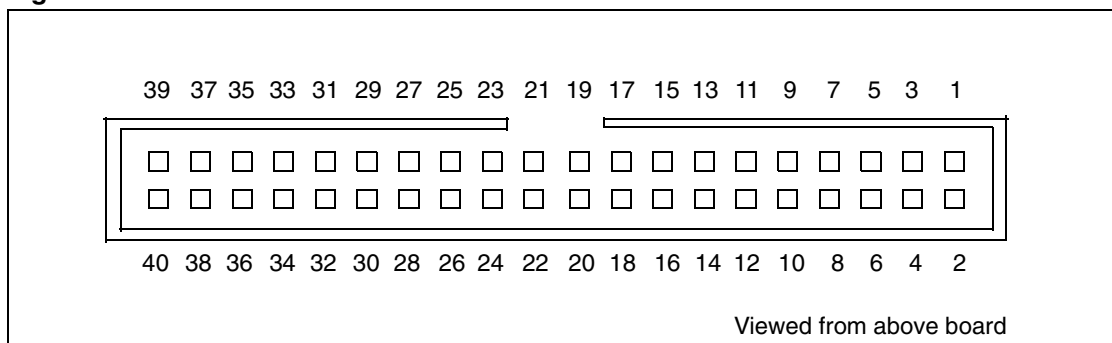 39 37 35 33 31 29 27 25 23 21 19 17 15 13 11 9 7 5 3 1
40 38 36 34 32 30 28 26 24 22 20 18 16 14 12 10 8 6 4 2
Viewed from above board